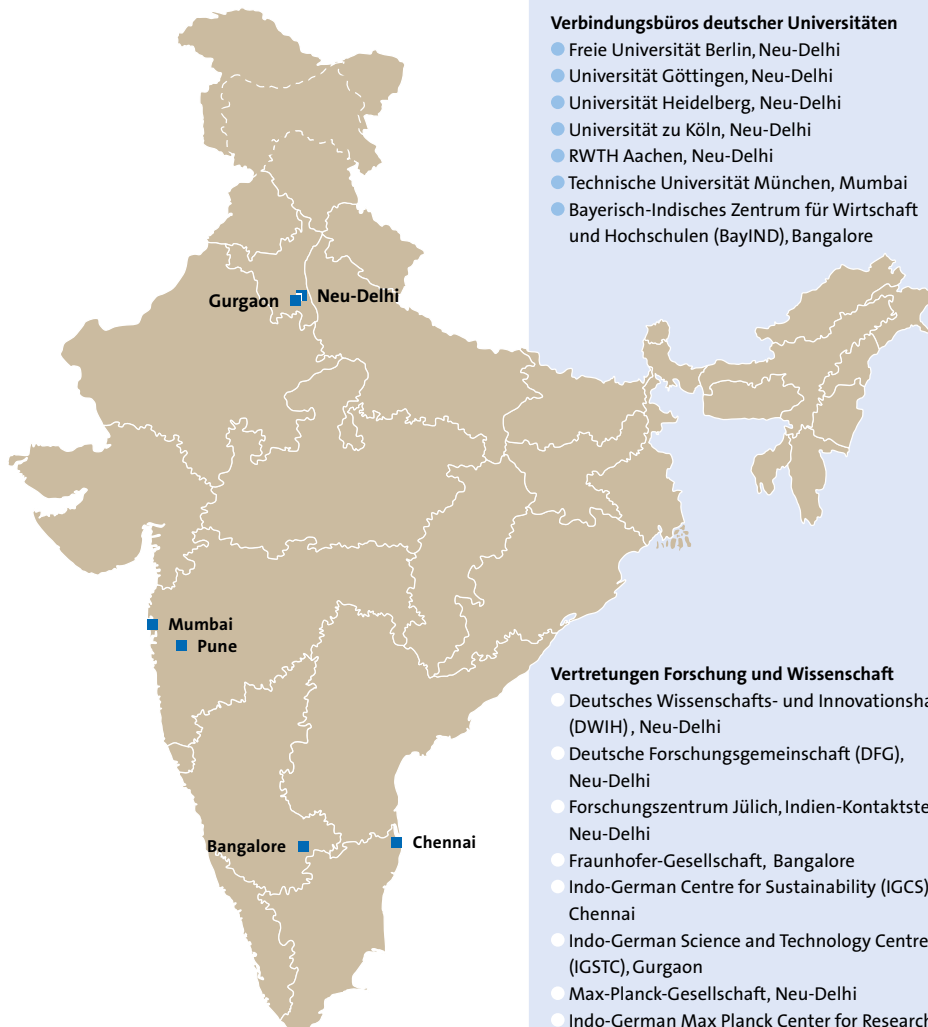 Verbindungsbüros deutscher Universitäten
Freie Universität Berlin, Neu-Delhi
Universität Göttingen, Neu-Delhi
Universität Heidelberg, Neu-Delhi
Universität zu Köln, Neu-Delhi
RWTH Aachen, Neu-Delhi
Technische Universität München, Mumbai
Bayerisch-Indisches Zentrum für Wirtschaft
und Hochschulen (BayIND), Bangalore
Gurgaon
Neu-Delhi
Mumbai
Pune
Bangalore
Chennai
Vertretungen Forschung und Wissenschaft
Deutsches Wissenschafts- und Innovationsha
(DWIH), Neu-Delhi
Deutsche Forschungsgemeinschaft (DFG),
Neu-Delhi
Forschungszentrum Jülich, Indien-Kontaktste
Neu-Delhi
Fraunhofer-Gesellschaft, Bangalore
Indo-German Centre for Sustainability (IGCS)
Chennai
Indo-German Science and Technology Centre
(IGSTC), Gurgaon
Max-Planck-Gesellschaft, Neu-Delhi
Indo-German Max Planck Center for Research